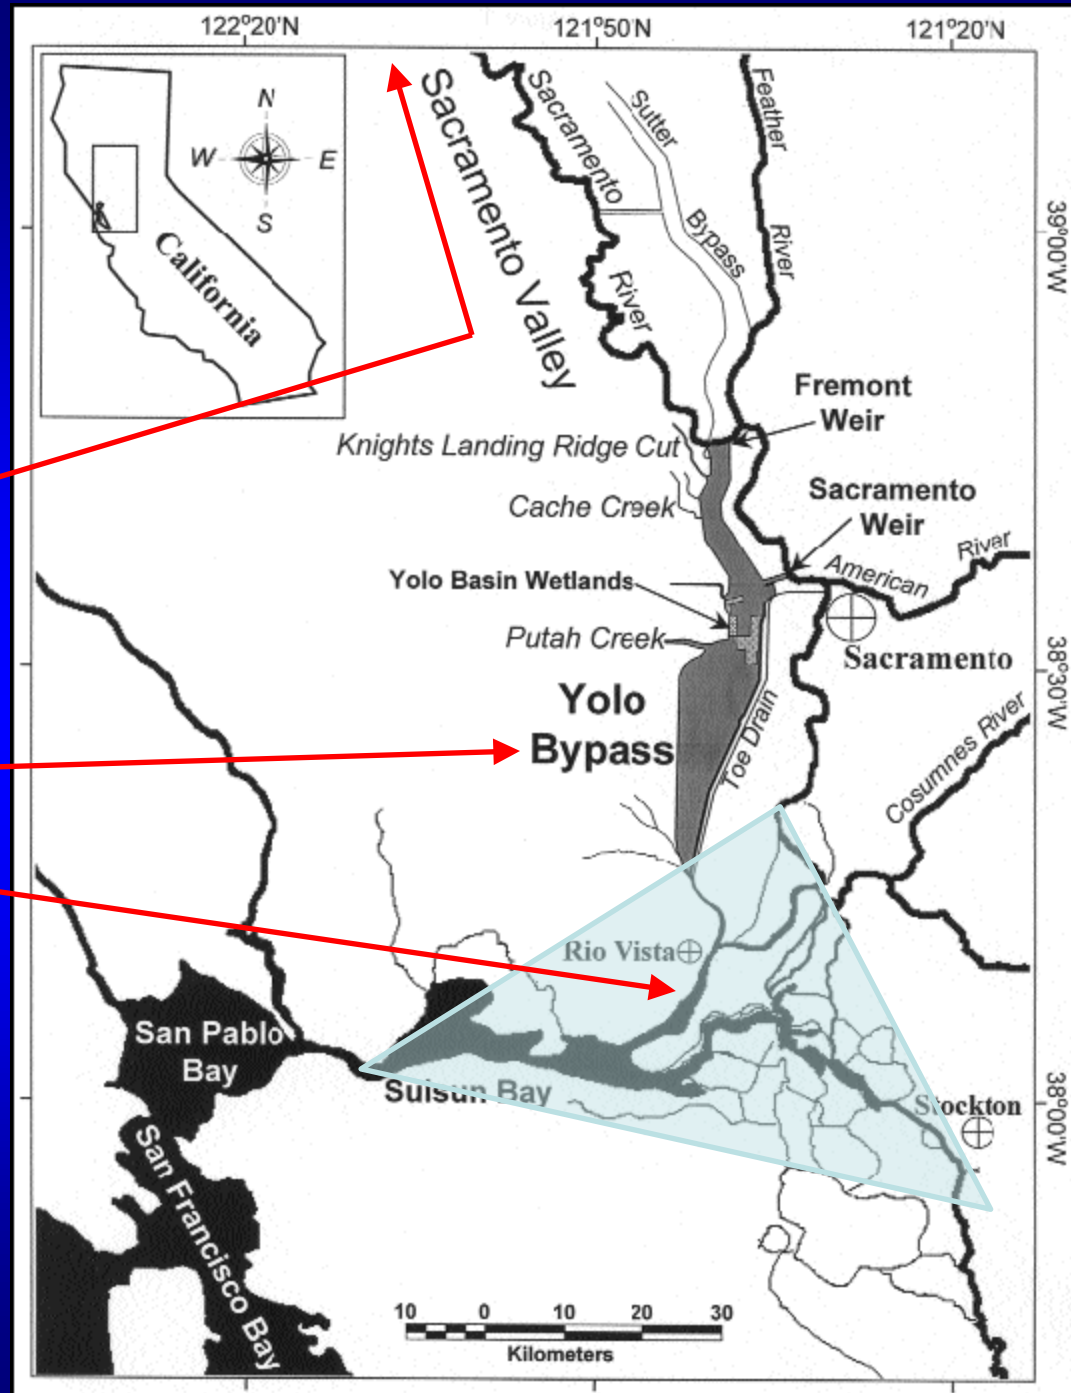 122°20'N
121°50'N
121°20'N
N
W
E
S
California
Sacramento Valley
Sacramento
River
Sutter
Bypass
Feather
River
39°00'W
Fremont
Weir
Knights Landing Ridge Cut
Cache Creek
Sacramento
Weir
American
Rivar
Yolo Basin Wetlands
Putah Creek
Sacramento
38°30'W
Yolo
Bypass
Toe Drain
Cosumnes River
Rio Vista
San Pablo
Bay
Suisun Bay
Stockton
38°00'W
San Francisco Bay
10 0 10 20 30
Kilometers